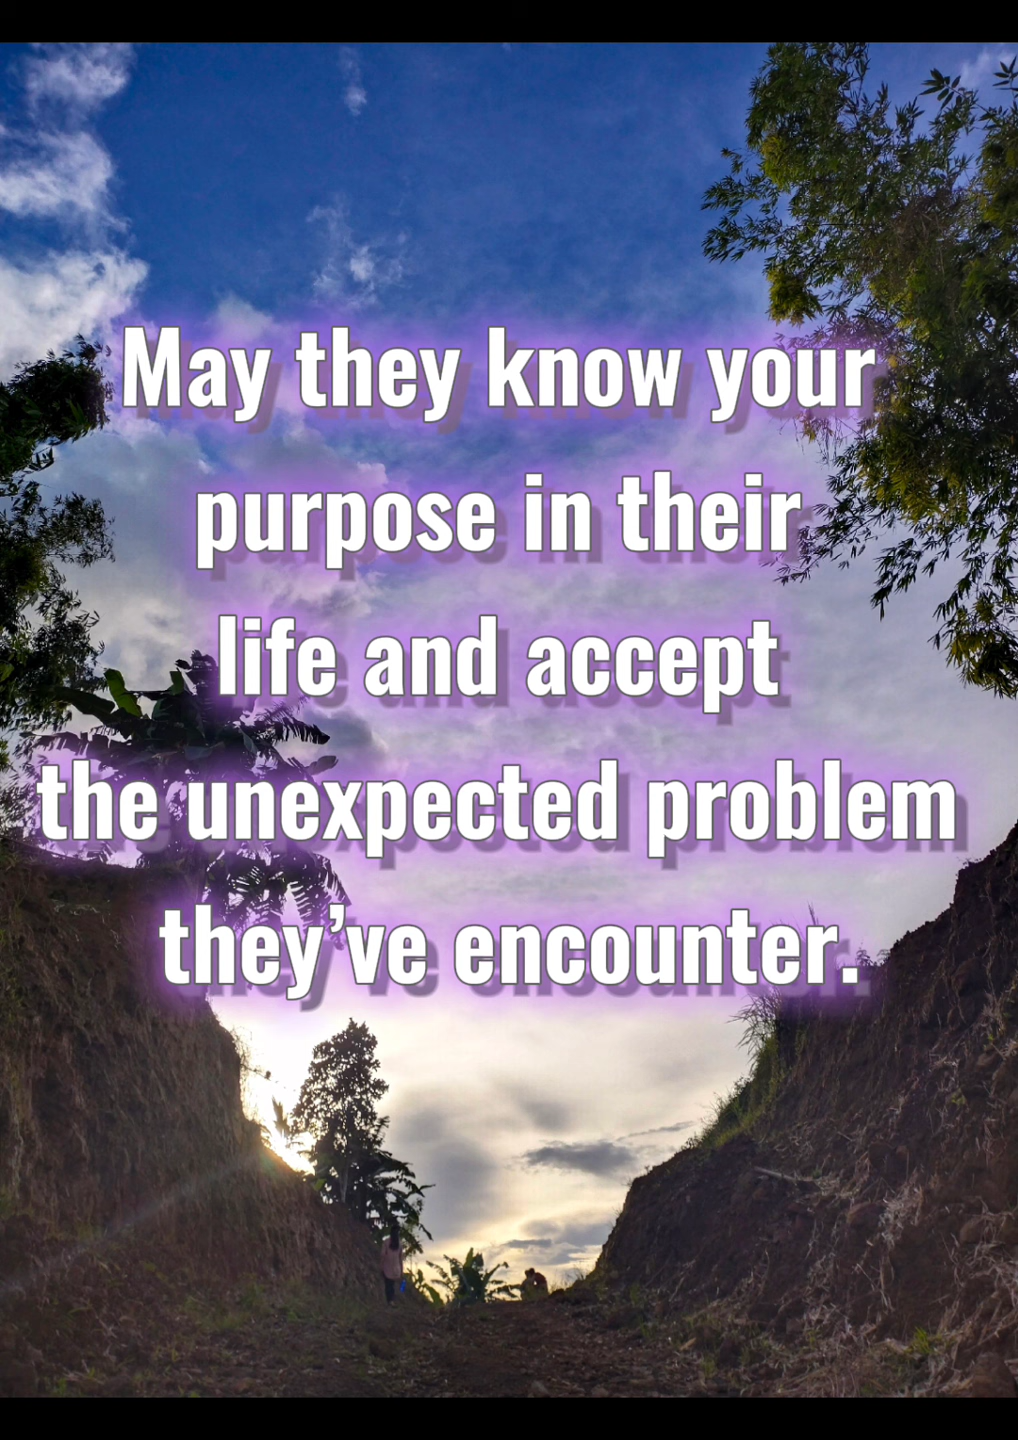 May they know your
purpose in their
life and accept
the unexpected problem
they’ve encounter.